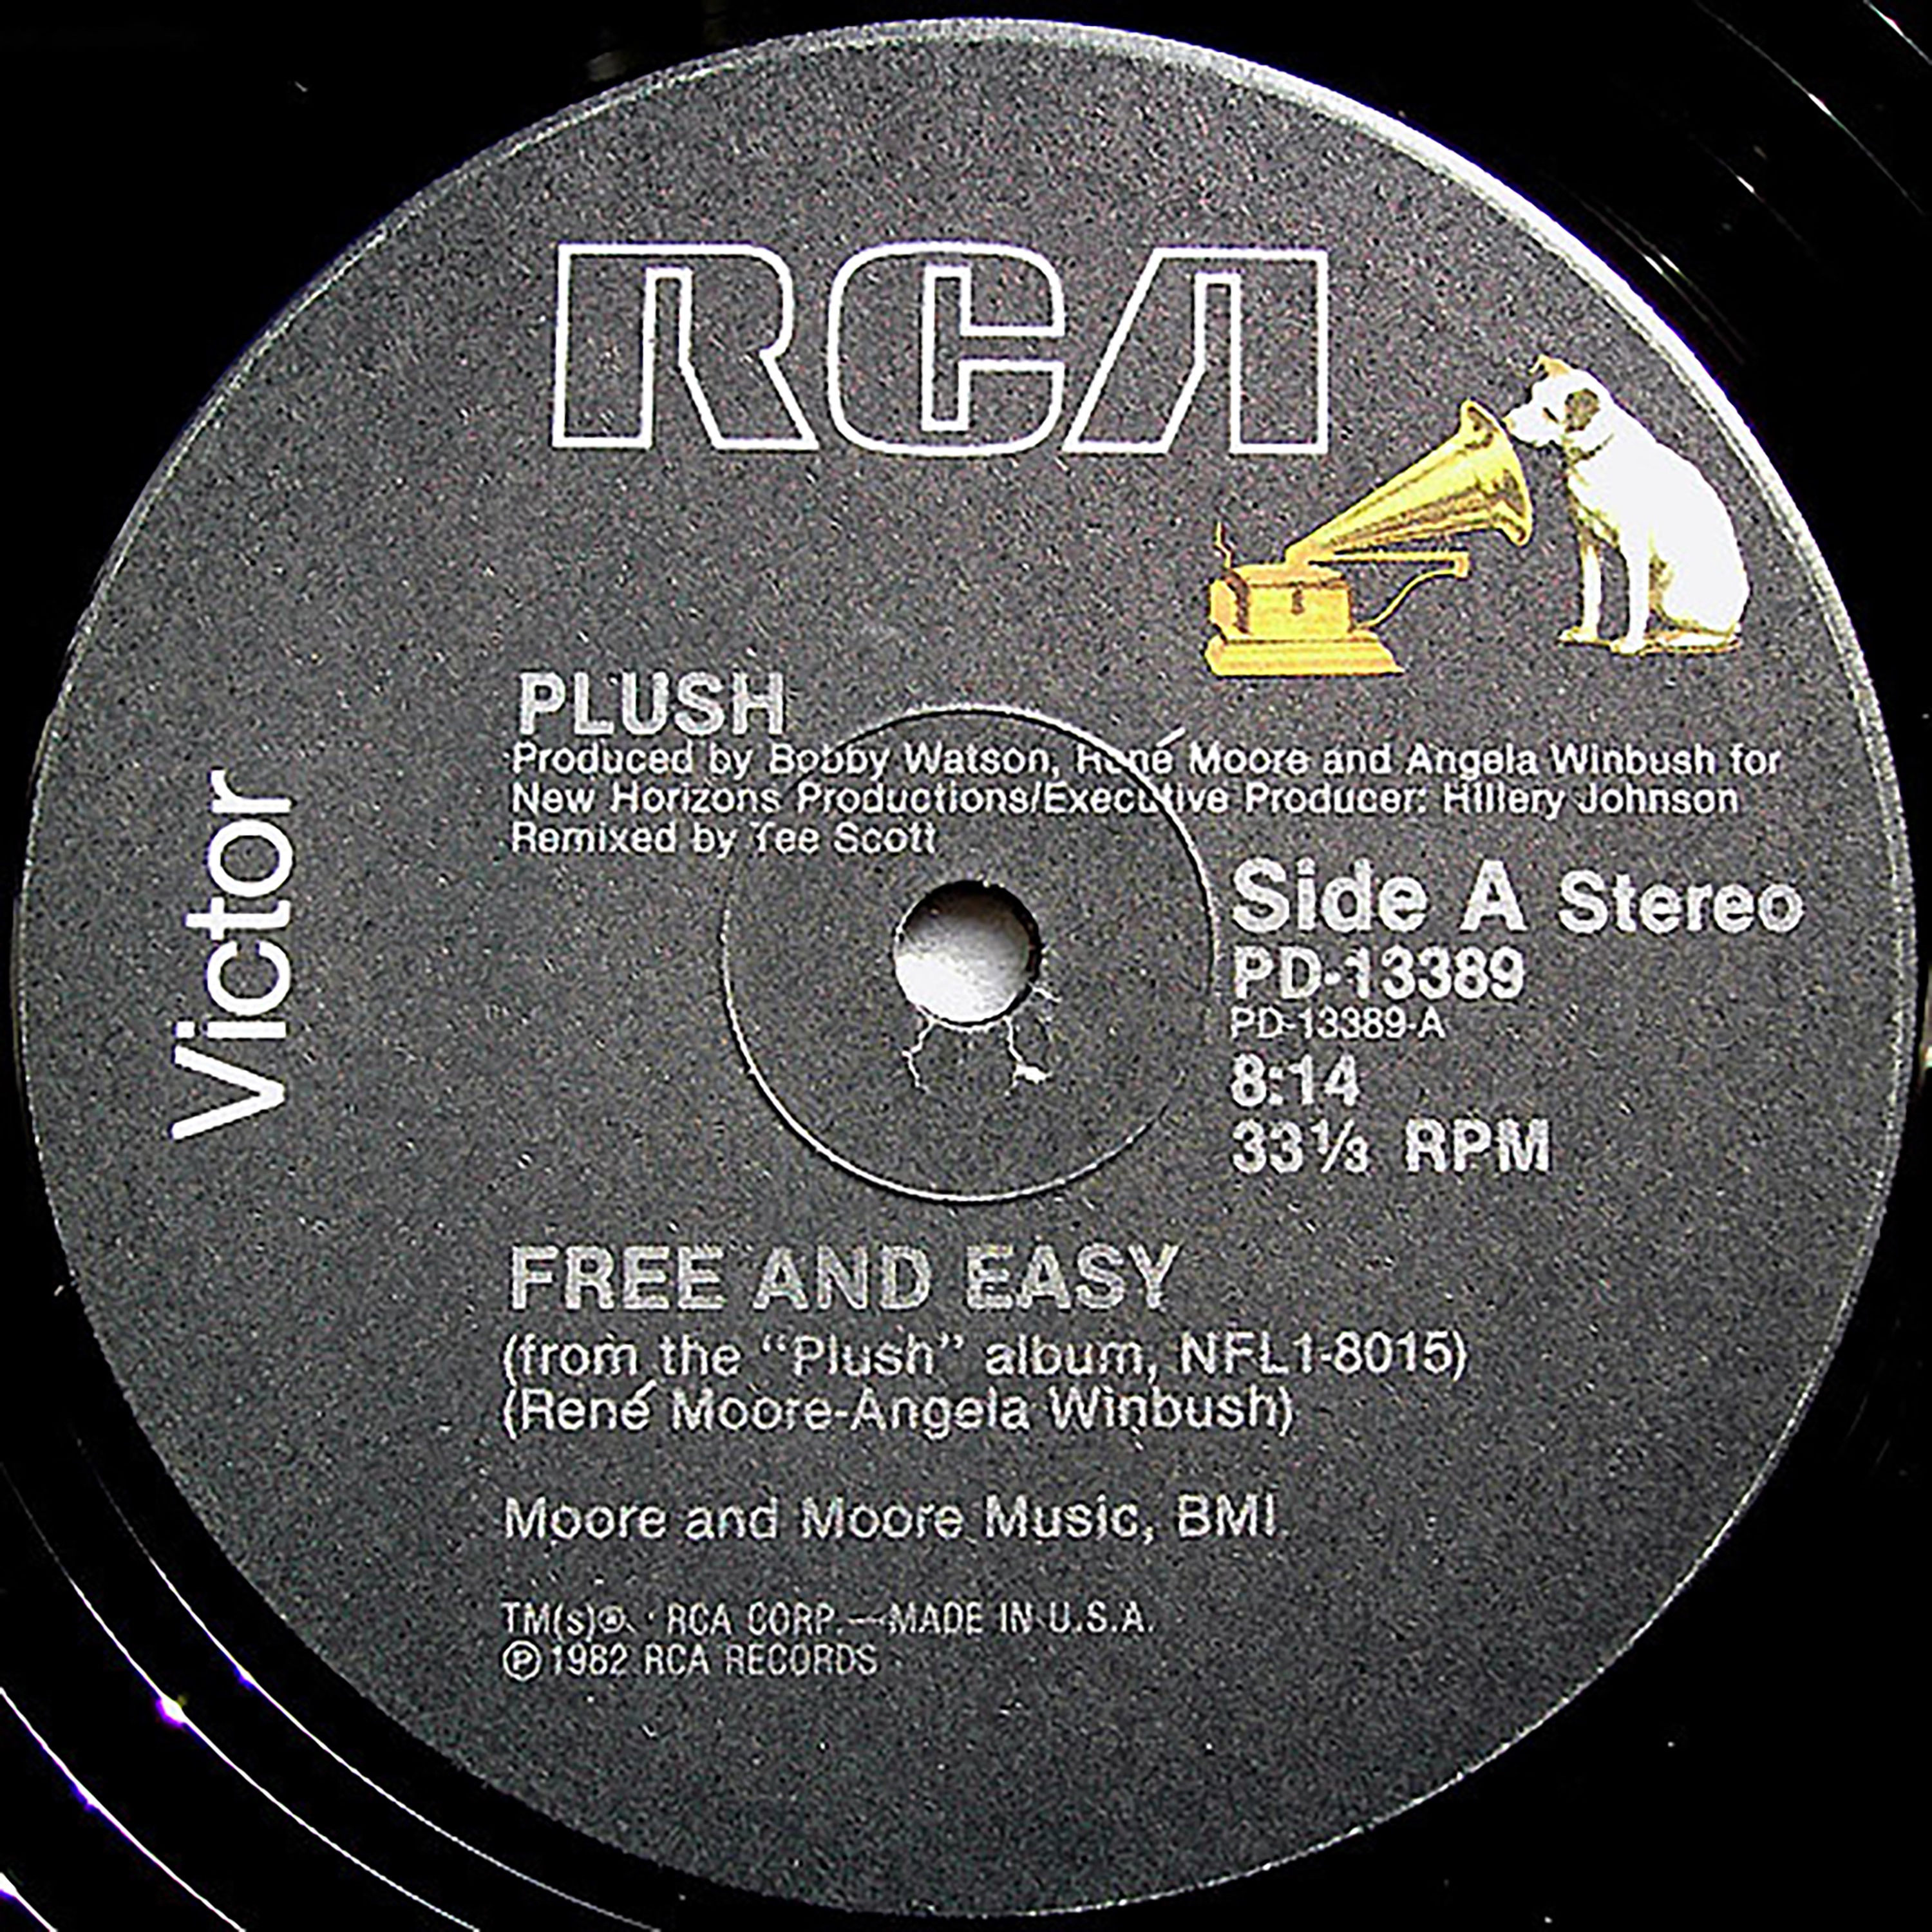 RCA
Victor
PLUSH
Produced by Bobby Watson, René Moore and Angela Winbush for
New Horizons Productions/Executive Producer: Hillery Johnson
Remixed by Tee Scott
Side A Stereo
PD-13389
PD-13389-A
8:14
33⅓ RPM
FREE AND EASY
(from the “Plush” album, NFL1-8015)
(René Moore-Angela Winbush)
Moore and Moore Music, BMI
TM(s)® · RCA CORP.—MADE IN U.S.A.
℗ 1982 RCA RECORDS